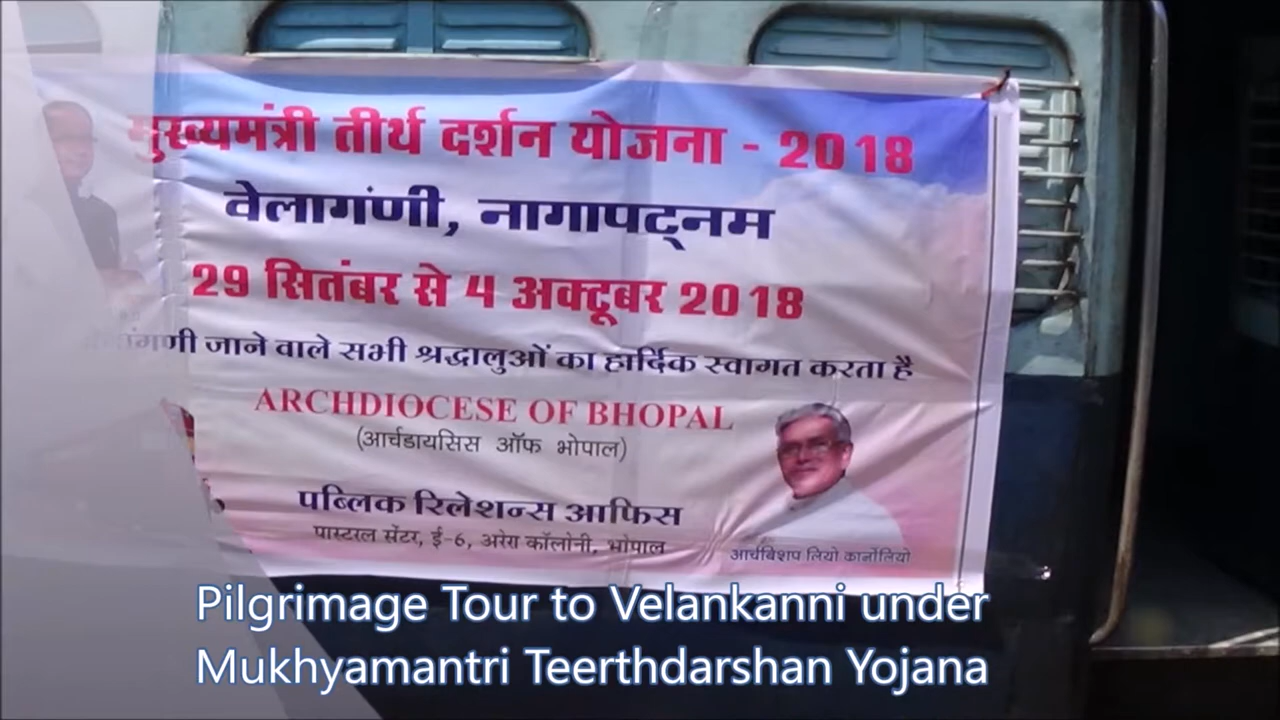 मुख्यमंत्री तीर्थ दर्शन योजना - 2018
वेलागंणी, नागापट्नम
29 सितंबर से 4 अक्टूबर 2018
जाने वाले सभी श्रद्धालुओं का हार्दिक स्वागत करता है
ARCHDIOCESE OF BHOPAL
(आर्चडायसिस ऑफ भोपाल)
पब्लिक रिलेशन्स आफिस
पास्टरल सेंटर, ई-6, अरेरा कॉलोनी, भोपाल
आर्चबिशप लियो कार्नेलियो
Pilgrimage Tour to Velankanni under
Mukhyamantri Teerthdarshan Yojana